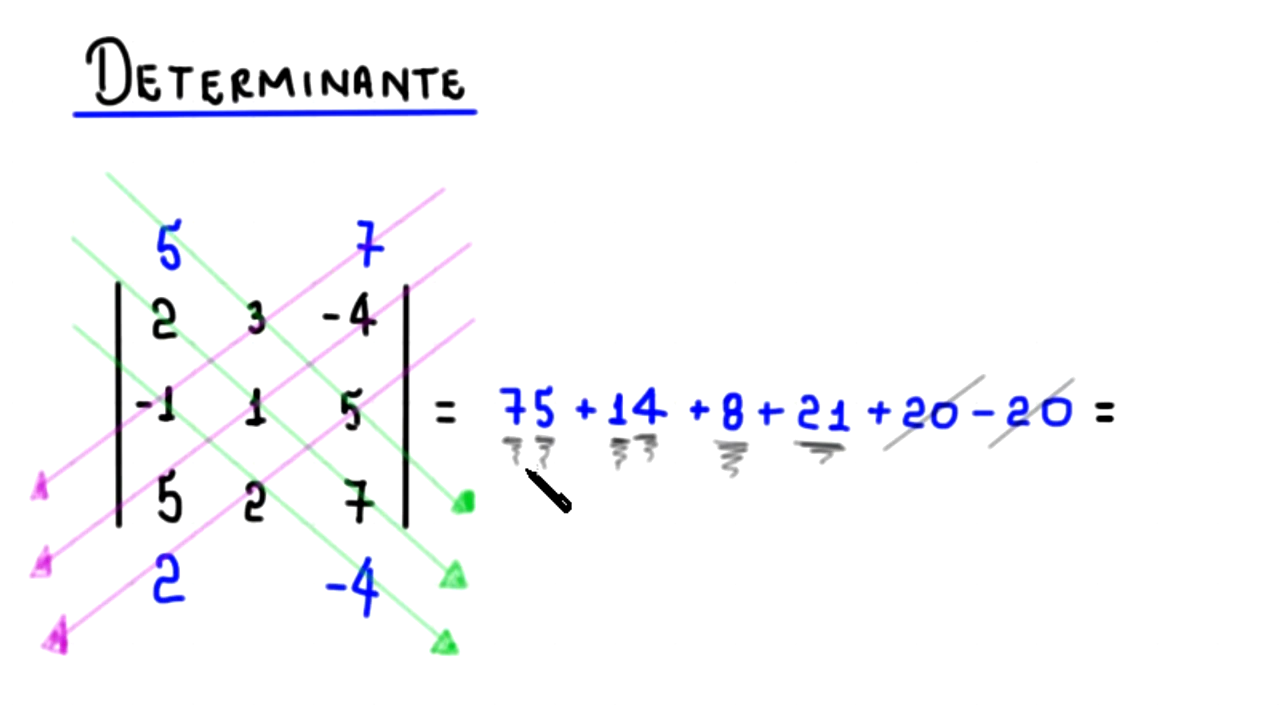 DETERMINANTE
5 7
2 3 -4
-1 1 5 = 75 + 14 + 8 + 21 + 20 - 20 =
5 2 7
2 -4